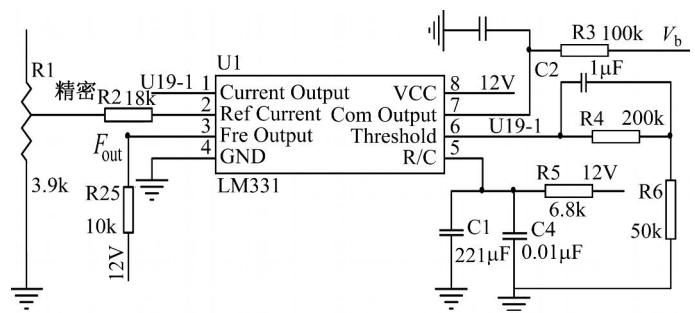 R1
精密
3.9k
R2 18k
U19-1
F_out
R25
10k
12V
U1
1
2
3
4
Current Output
Ref Current
Fre Output
GND
VCC
Com Output
Threshold
R/C
8
7
6
5
LM331
12V
U19-1
R3 100k
V_b
C2
1μF
R4 200k
R5 12V
6.8k
R6
50k
C1
221μF
C4
0.01μF